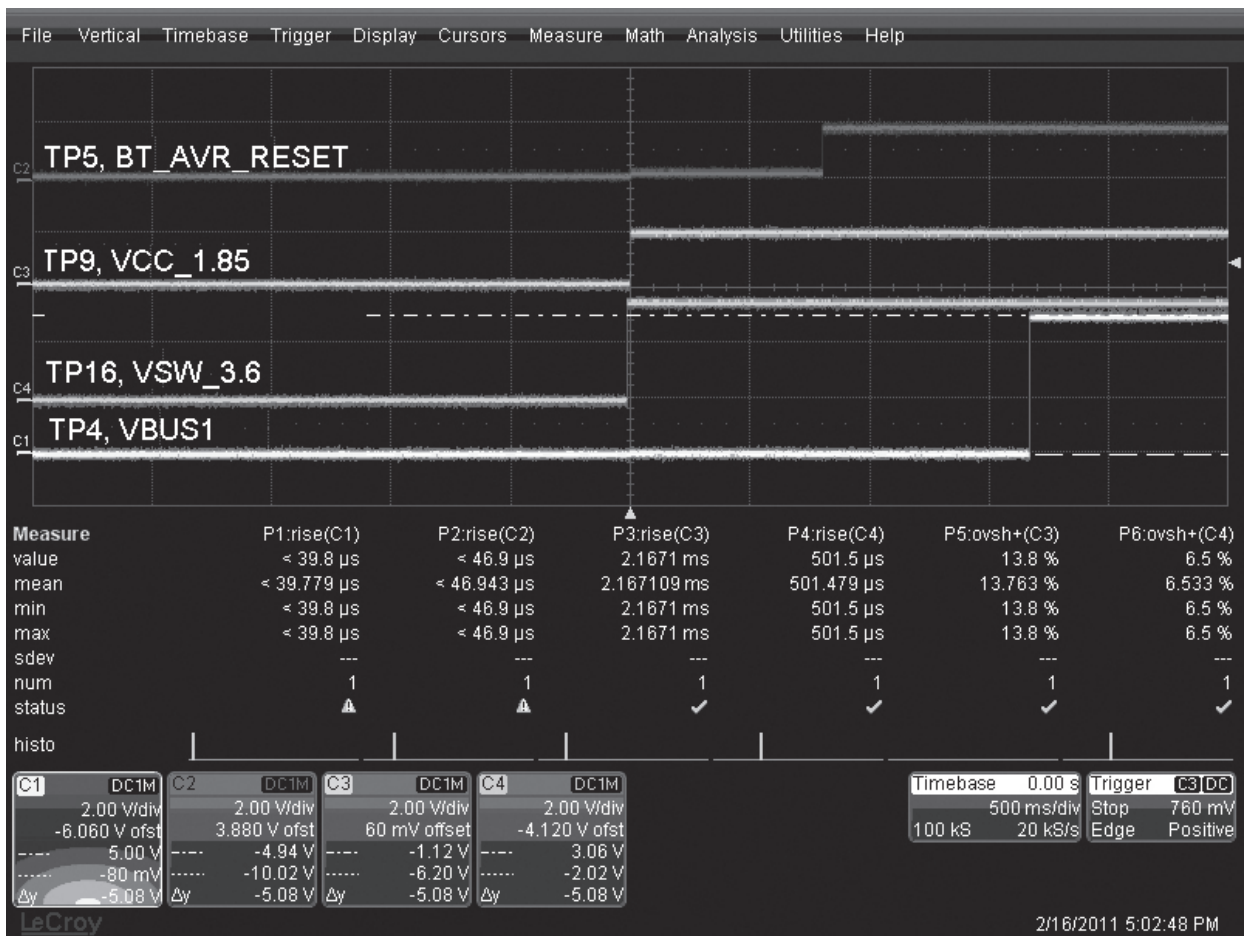 File Vertical Timebase Trigger Display Cursors Measure Math Analysis Utilities Help
TP5, BT_AVR_RESET
C2
TP9, VCC_1.85
C3
TP16, VSW_3.6
C4
TP4, VBUS1
C1
Measure P1:rise(C1) P2:rise(C2) P3:rise(C3) P4:rise(C4) P5:ovsh+(C3) P6:ovsh+(C4)
value < 39.8 µs < 46.9 µs 2.1671 ms 501.5 µs 13.8 % 6.5 %
mean < 39.779 µs < 46.943 µs 2.167109 ms 501.479 µs 13.763 % 6.533 %
min < 39.8 µs < 46.9 µs 2.1671 ms 501.5 µs 13.8 % 6.5 %
max < 39.8 µs < 46.9 µs 2.1671 ms 501.5 µs 13.8 % 6.5 %
sdev --- --- --- --- --- ---
num 1 1 1 1 1 1
status
histo
C1 DC1M C2 DC1M C3 DC1M C4 DC1M Timebase 0.00 s Trigger C3 DC
2.00 V/div 2.00 V/div 2.00 V/div 2.00 V/div 500 ms/div Stop 760 mV
-6.060 V ofst 3.880 V ofst 60 mV offset -4.120 V ofst 100 kS 20 kS/s Edge Positive
5.00 V -4.94 V -1.12 V 3.06 V
-80 mV -10.02 V -6.20 V -2.02 V
Δy -5.08 V Δy -5.08 V Δy -5.08 V Δy -5.08 V
LeCroy
2/16/2011 5:02:48 PM